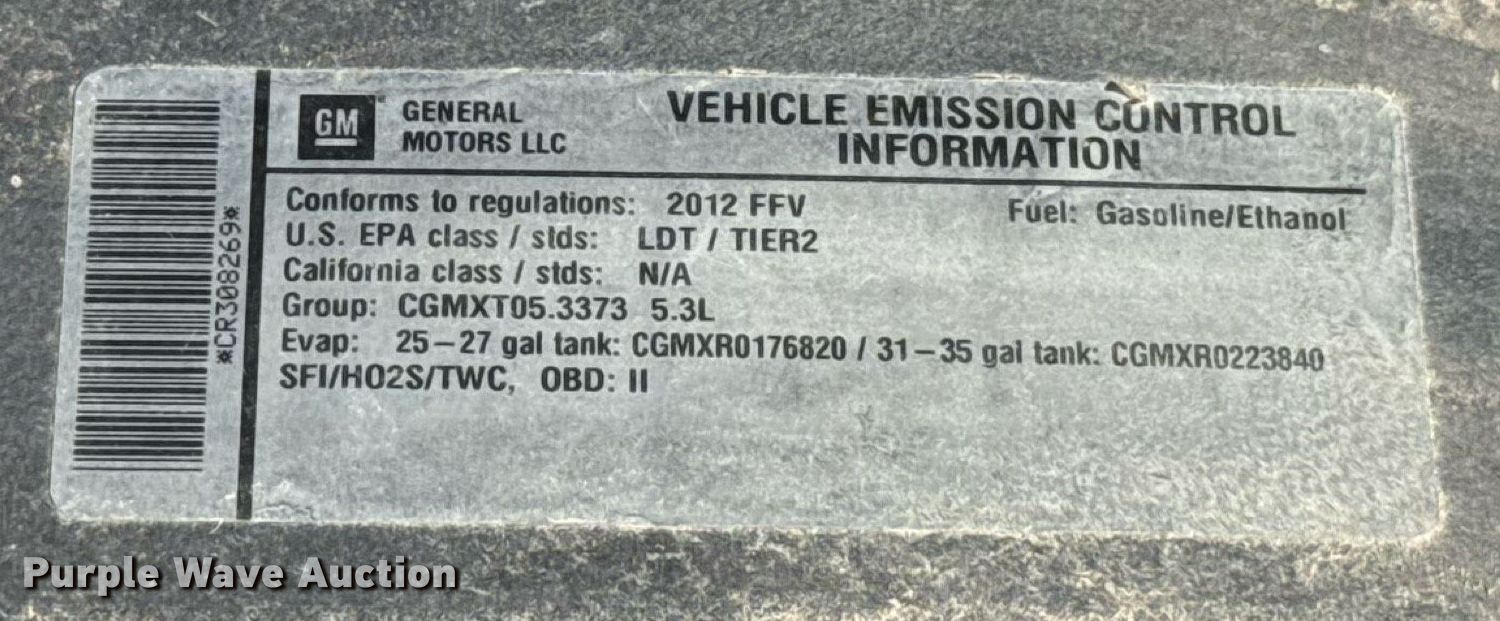 GM GENERAL
MOTORS LLC
VEHICLE EMISSION CONTROL
INFORMATION
Conforms to regulations: 2012 FFV
Fuel: Gasoline/Ethanol
U.S. EPA class / stds: LDT / TIER2
California class / stds: N/A
Group: CGMXT05.3373 5.3L
Evap: 25–27 gal tank: CGMXR0176820 / 31–35 gal tank: CGMXR0223840
SFI/HO2S/TWC, OBD: II
*CR308269*
Purple Wave Auction